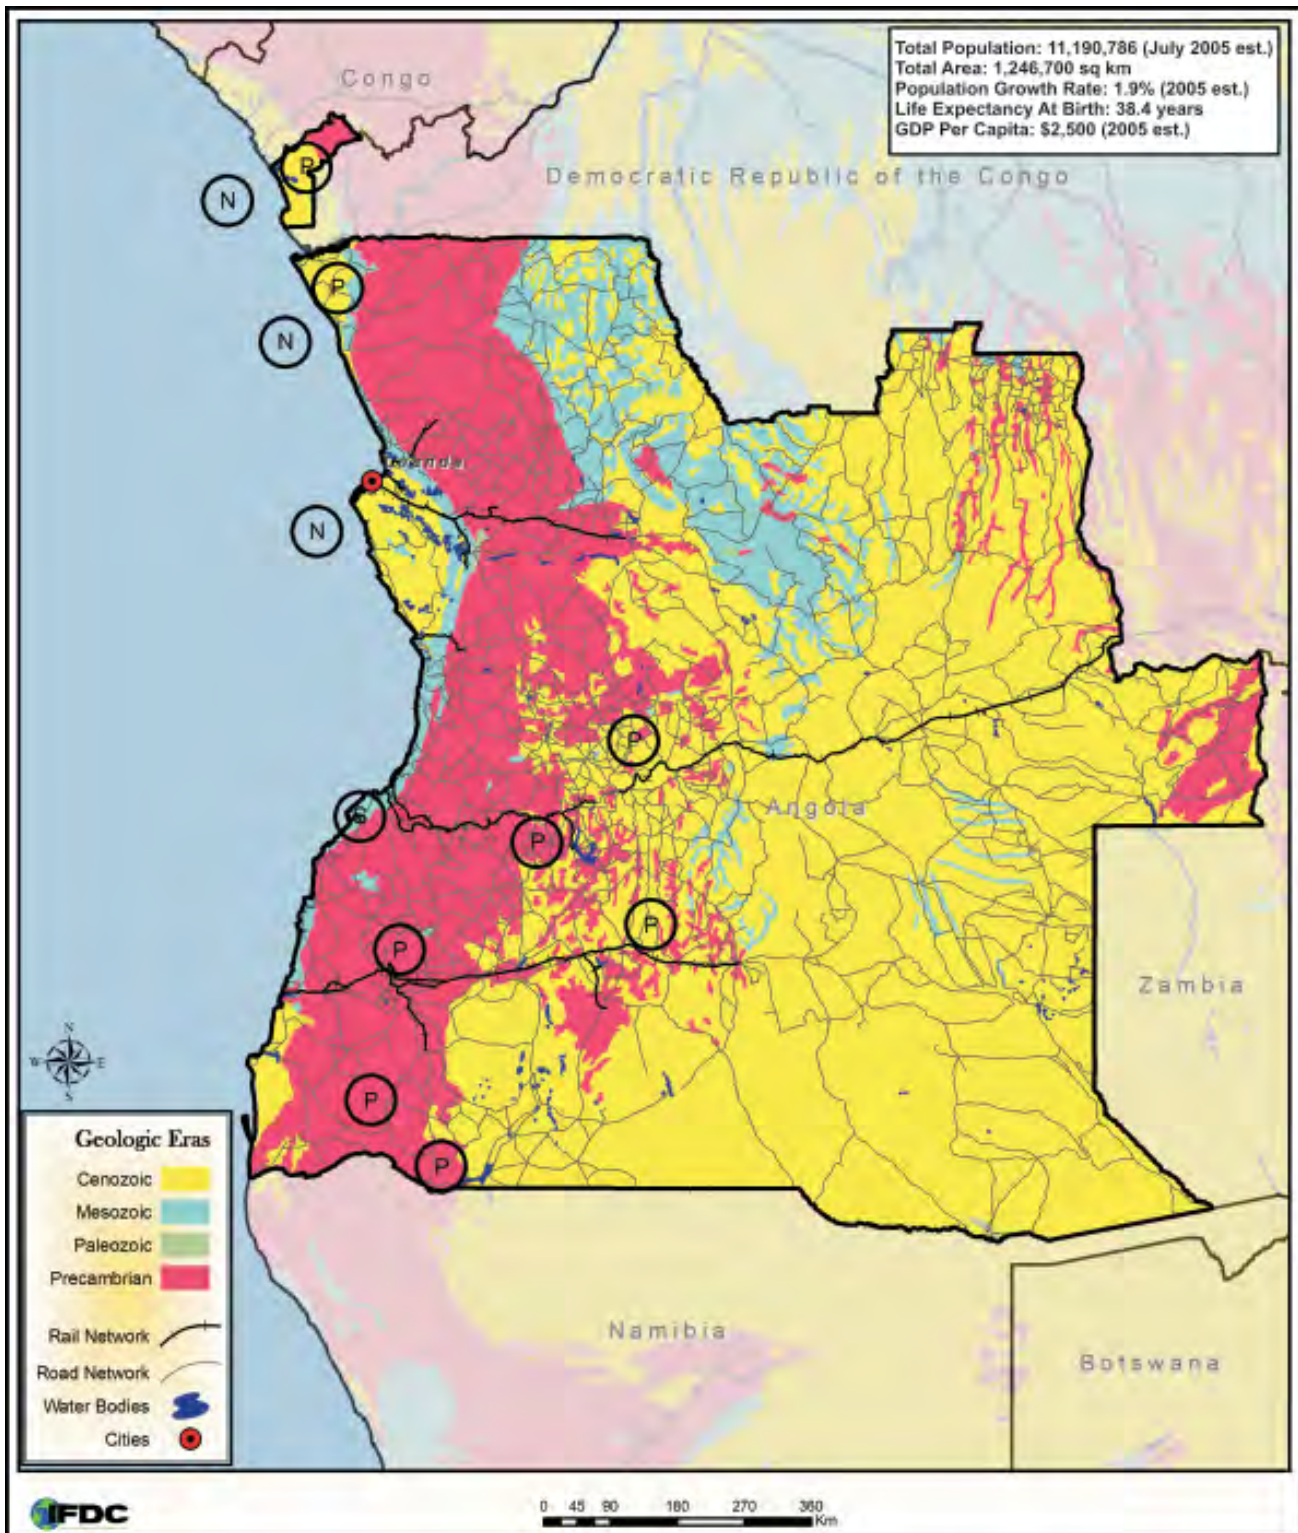 Total Population: 11,190,786 (July 2005 est.)
Total Area: 1,246,700 sq km
Population Growth Rate: 1.9% (2005 est.)
Life Expectancy At Birth: 38.4 years
GDP Per Capita: $2,500 (2005 est.)
Congo
Democratic Republic of the Congo
P
N
P
N
N
P
Angola
P
P
P
Zambia
N
W E
S
P
P
Geologic Eras
Cenozoic
Mesozoic
Paleozoic
Precambrian
Rail Network
Road Network
Water Bodies
Cities
Namibia
Botswana
IFDC
0 45 90 180 270 360
Km